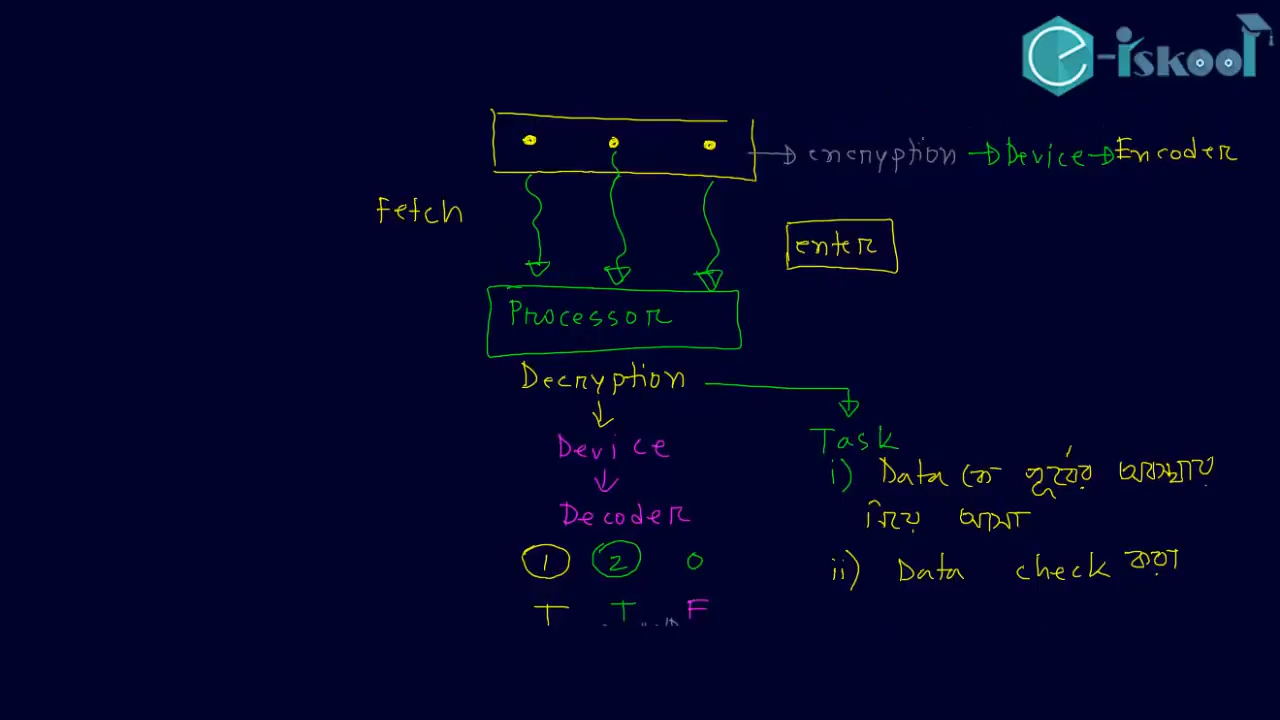 e-iskool
encryption → Device → Encoder
Fetch
enter
Processor
Decryption
Device
Task
i) Data কে পূর্বের অবস্থায়
Decoder
নিয়ে আসা
1 2 0
ii) Data check করা
T T F